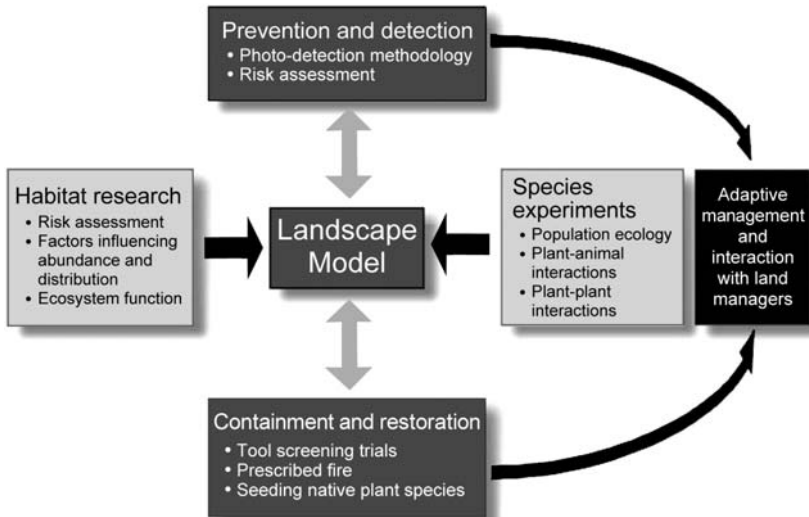 Prevention and detection
• Photo-detection methodology
• Risk assessment
Habitat research
• Risk assessment
• Factors influencing
abundance and
distribution
• Ecosystem function
Landscape
Model
Species
experiments
• Population ecology
• Plant-animal
interactions
• Plant-plant
interactions
Adaptive
management
and
interaction
with land
managers
Containment and restoration
• Tool screening trials
• Prescribed fire
• Seeding native plant species